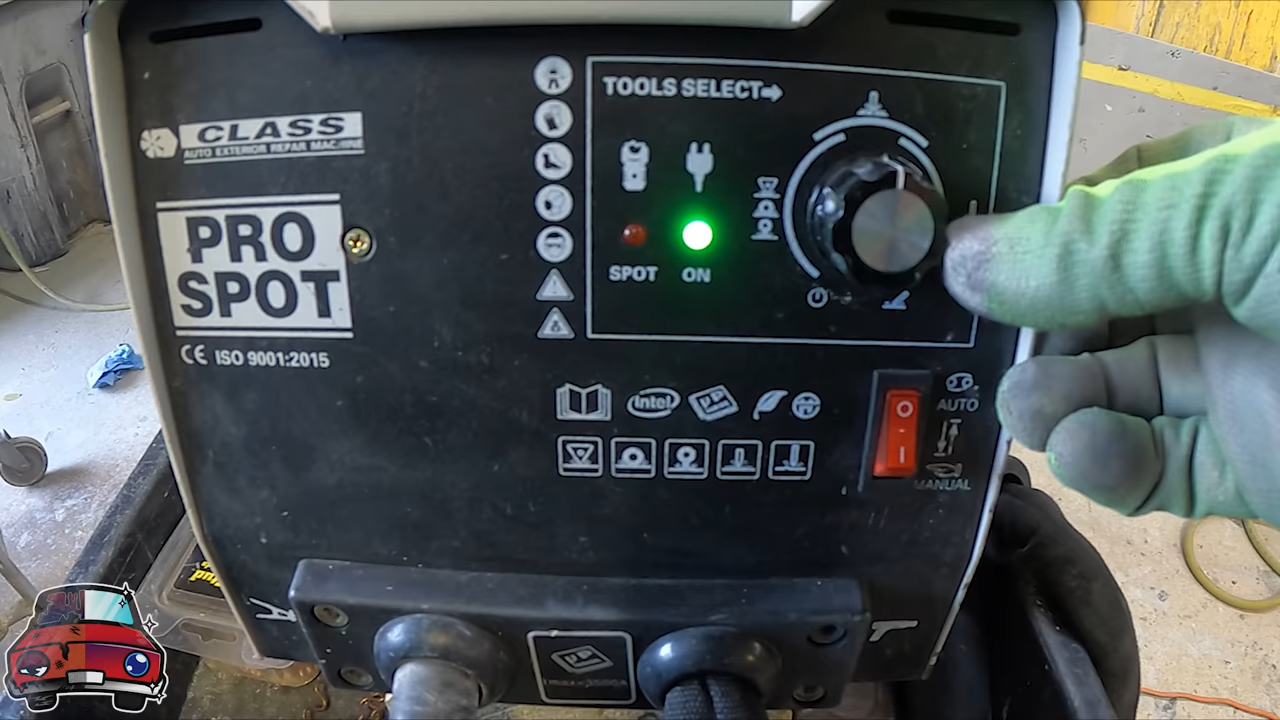 TOOLS SELECT
CLASS
AUTO EXTERIOR REPAIR MACHINE
PRO
SPOT
SPOT
ON
CE ISO 9001:2015
intel
AUTO
MANUAL